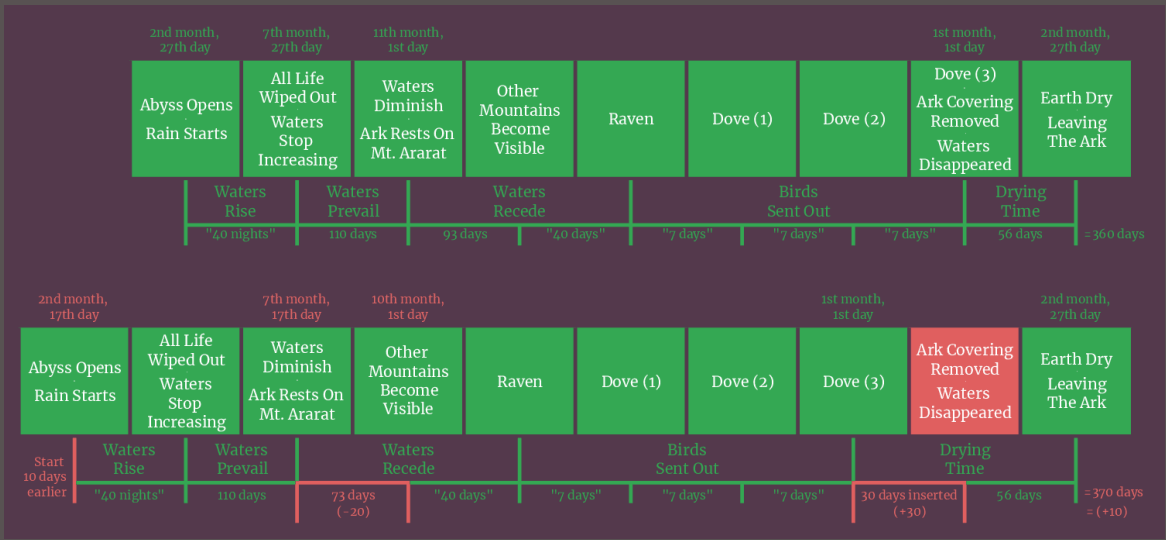 2nd month,
27th day
7th month,
27th day
11th month,
1st day
1st month,
1st day
2nd month,
27th day
Abyss Opens
Rain Starts
All Life
Wiped Out
Waters
Stop
Increasing
Waters
Diminish
Ark Rests On
Mt. Ararat
Other
Mountains
Become
Visible
Raven
Dove (1)
Dove (2)
Dove (3)
Ark Covering
Removed
Waters
Disappeared
Earth Dry
Leaving
The Ark
Waters
Rise
Waters
Prevail
Waters
Recede
Birds
Sent Out
Drying
Time
"40 nights"
110 days
93 days
"40 days"
"7 days"
"7 days"
"7 days"
56 days
=360 days
2nd month,
17th day
7th month,
17th day
10th month,
1st day
1st month,
1st day
2nd month,
27th day
Abyss Opens
Rain Starts
All Life
Wiped Out
Waters
Stop
Increasing
Waters
Diminish
Ark Rests On
Mt. Ararat
Other
Mountains
Become
Visible
Raven
Dove (1)
Dove (2)
Dove (3)
Ark Covering
Removed
Waters
Disappeared
Earth Dry
Leaving
The Ark
Start
10 days
earlier
Waters
Rise
Waters
Prevail
Waters
Recede
Birds
Sent Out
Drying
Time
"40 nights"
110 days
73 days
(-20)
"40 days"
"7 days"
"7 days"
"7 days"
30 days inserted
(+30)
56 days
=370 days
= (+10)